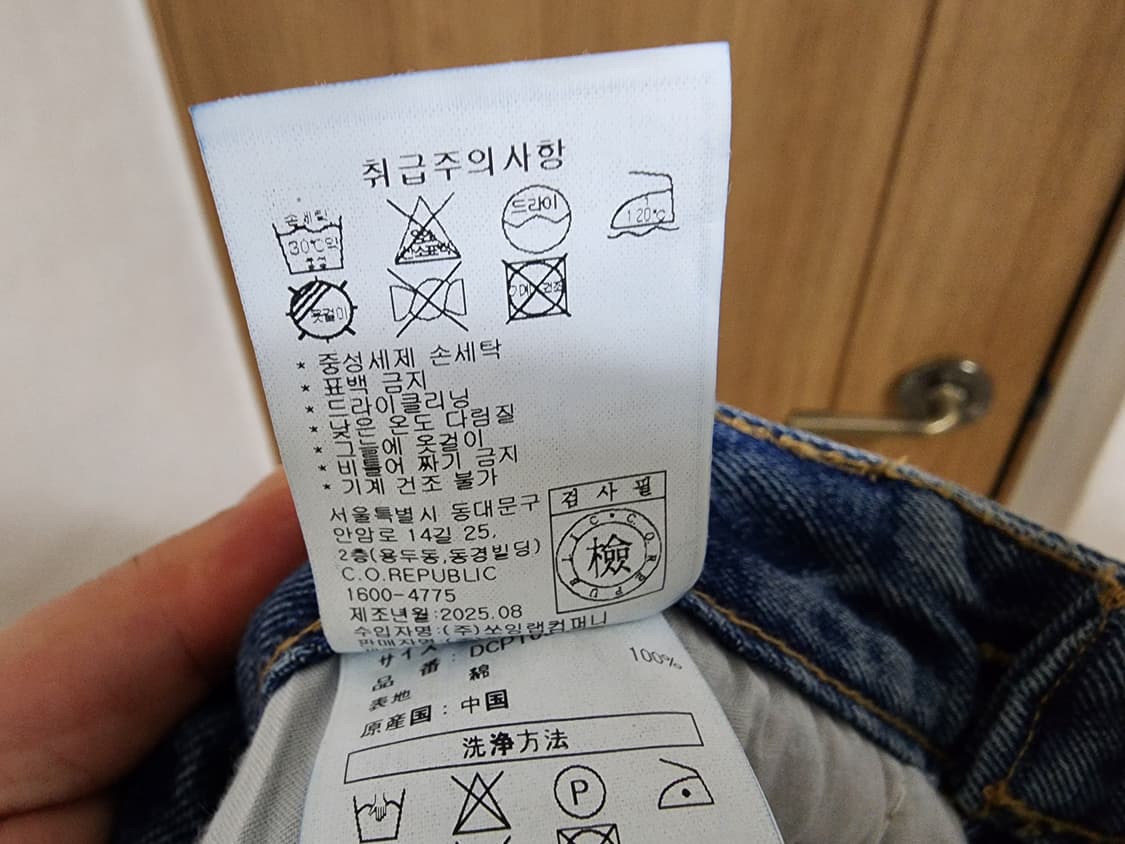 취급주의사항
손세탁
30℃약
중성
드라이
120℃
옷걸이
* 중성세제 손세탁
* 표백 금지
* 드라이클리닝
* 낮은 온도 다림질
* 그늘에 옷걸이
* 비틀어 짜기 금지
* 기계 건조 불가
검사필
檢
서울특별시 동대문구
안암로 14길 25,
2층(용두동,동경빌딩)
C.O.REPUBLIC
1600-4775
제조년월:2025.08
수입자명:(주)쏘잉랩컴퍼니
サイズ:
品 番: DCP
表地 綿 100%
原産国:中国
洗浄方法
P